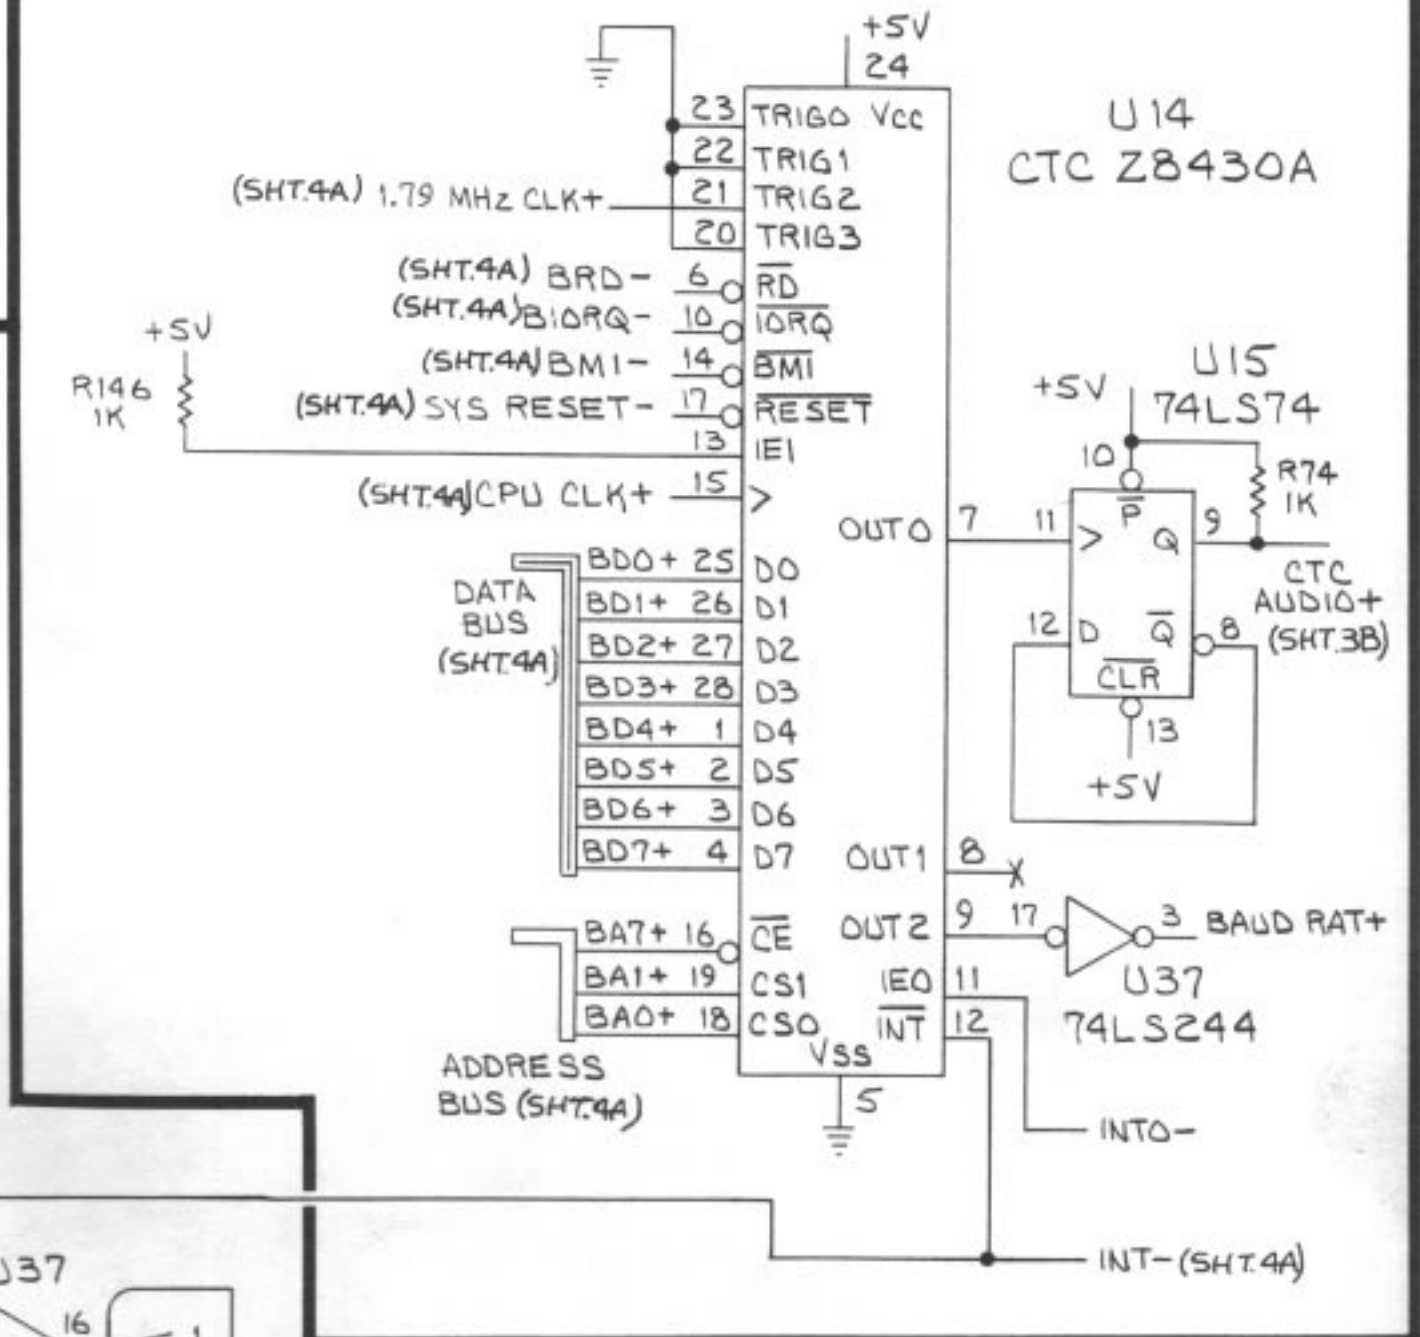 +5V
24
23 TRIG0 VCC
22 TRIG1
(SHT.4A) 1.79 MHz CLK+ 21 TRIG2
20 TRIG3
(SHT.4A) BRD- 6 RD
(SHT.4A) BIORQ- 10 IORQ
(SHT.4A) BM1- 14 BM1
(SHT.4A) SYS RESET- 17 RESET
13 IEI
(SHT.4A) CPU CLK+ 15 >
U14
CTC Z8430A
+5V
R146
1K
DATA
BUS
(SHT.4A)
BD0+ 25 D0
BD1+ 26 D1
BD2+ 27 D2
BD3+ 28 D3
BD4+ 1 D4
BD5+ 2 D5
BD6+ 3 D6
BD7+ 4 D7
BA7+ 16 CE
BA1+ 19 CS1
BA0+ 18 CS0
ADDRESS
BUS (SHT.4A)
VSS
5
OUT0 7
OUT1 8 X
OUT2 9
IEO 11
INT 12
U15
74LS74
+5V
10
P
11 > Q 9
12 D Q 8
CLR
13
+5V
R74
1K
CTC
AUDIO+
(SHT.3B)
17 3 BAUD RAT+
U37
74LS244
INTO-
INT- (SHT.4A)
U37
16
1